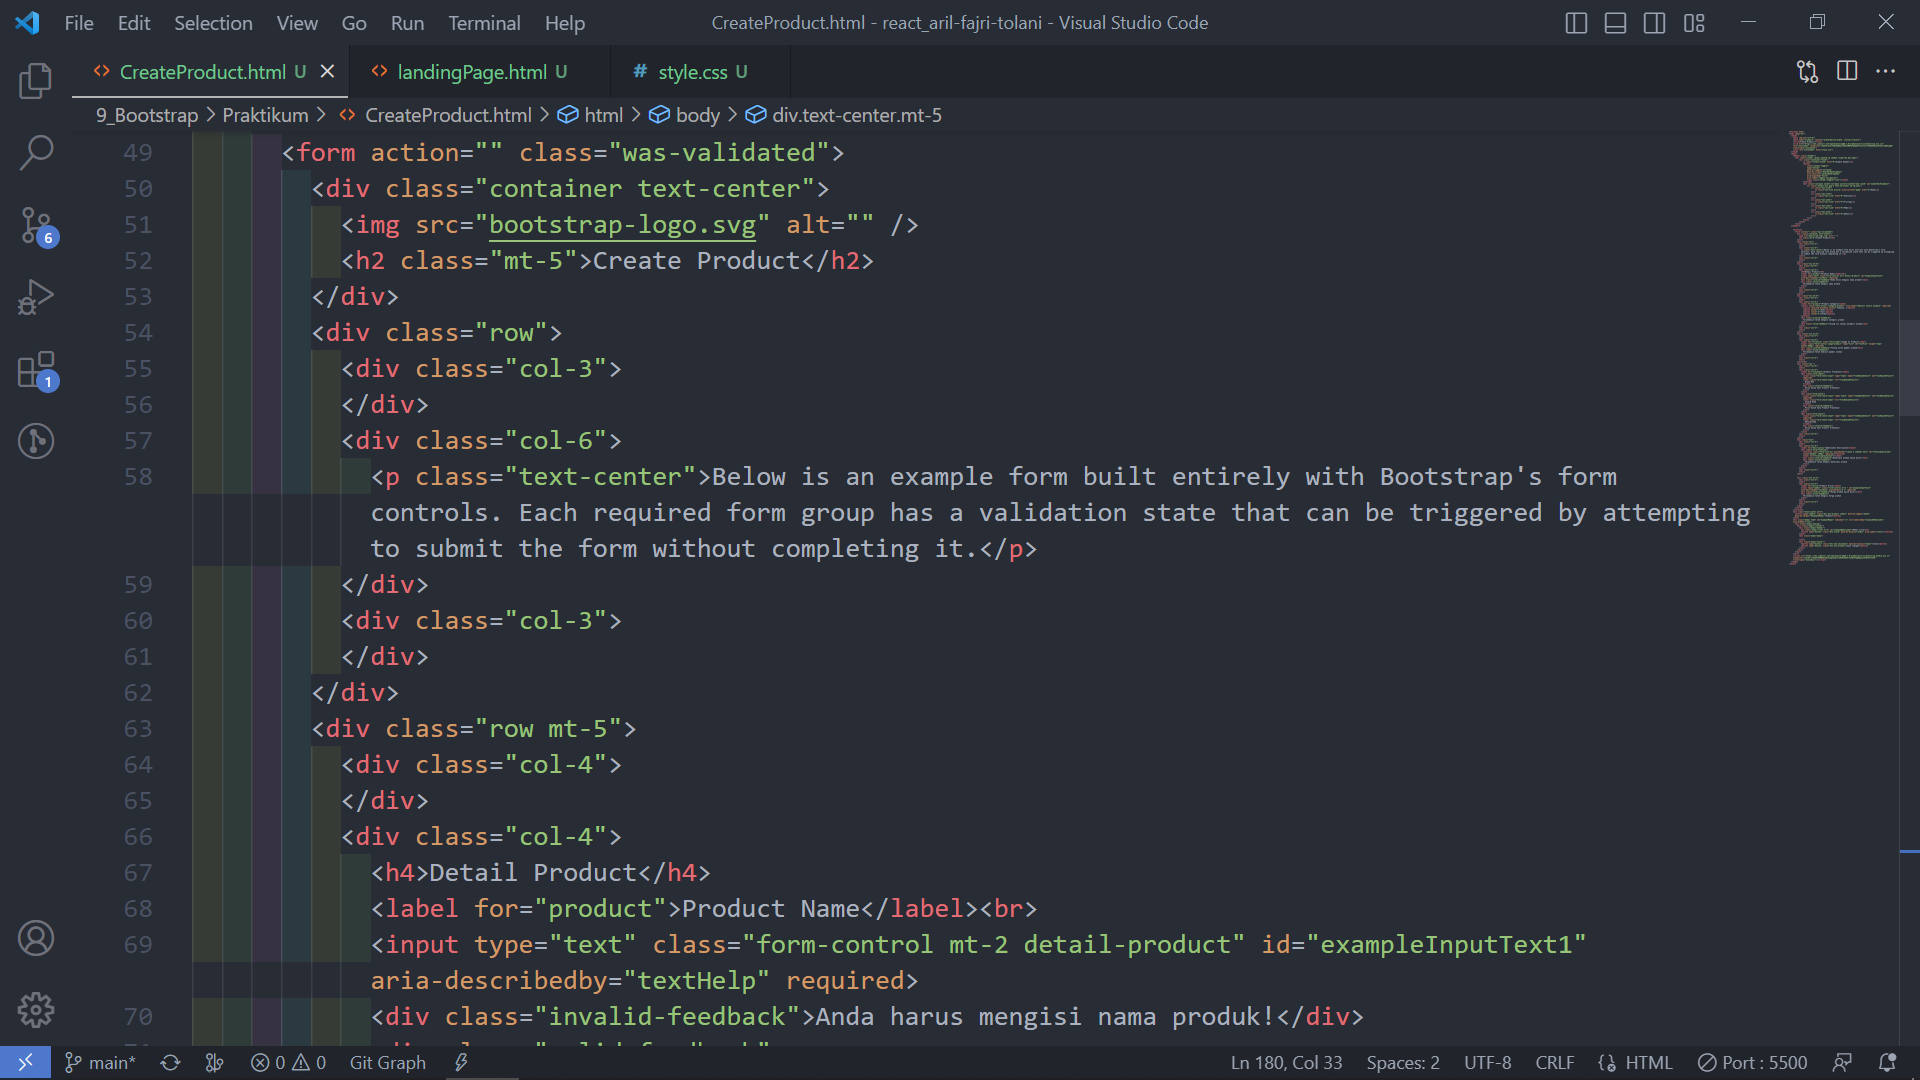 File Edit Selection View Go Run Terminal Help CreateProduct.html - react_aril-fajri-tolani - Visual Studio Code
CreateProduct.html U landingPage.html U # style.css U
9_Bootstrap > Praktikum > CreateProduct.html > html > body > div.text-center.mt-5
49 <form action="" class="was-validated">
50 <div class="container text-center">
51 <img src="bootstrap-logo.svg" alt="" />
52 <h2 class="mt-5">Create Product</h2>
53 </div>
54 <div class="row">
55 <div class="col-3">
56 </div>
57 <div class="col-6">
58 <p class="text-center">Below is an example form built entirely with Bootstrap's form
controls. Each required form group has a validation state that can be triggered by attempting
to submit the form without completing it.</p>
59 </div>
60 <div class="col-3">
61 </div>
62 </div>
63 <div class="row mt-5">
64 <div class="col-4">
65 </div>
66 <div class="col-4">
67 <h4>Detail Product</h4>
68 <label for="product">Product Name</label><br>
69 <input type="text" class="form-control mt-2 detail-product" id="exampleInputText1"
aria-describedby="textHelp" required>
70 <div class="invalid-feedback">Anda harus mengisi nama produk!</div>
6
1
main* 0 0 Git Graph Ln 180, Col 33 Spaces: 2 UTF-8 CRLF HTML Port : 5500